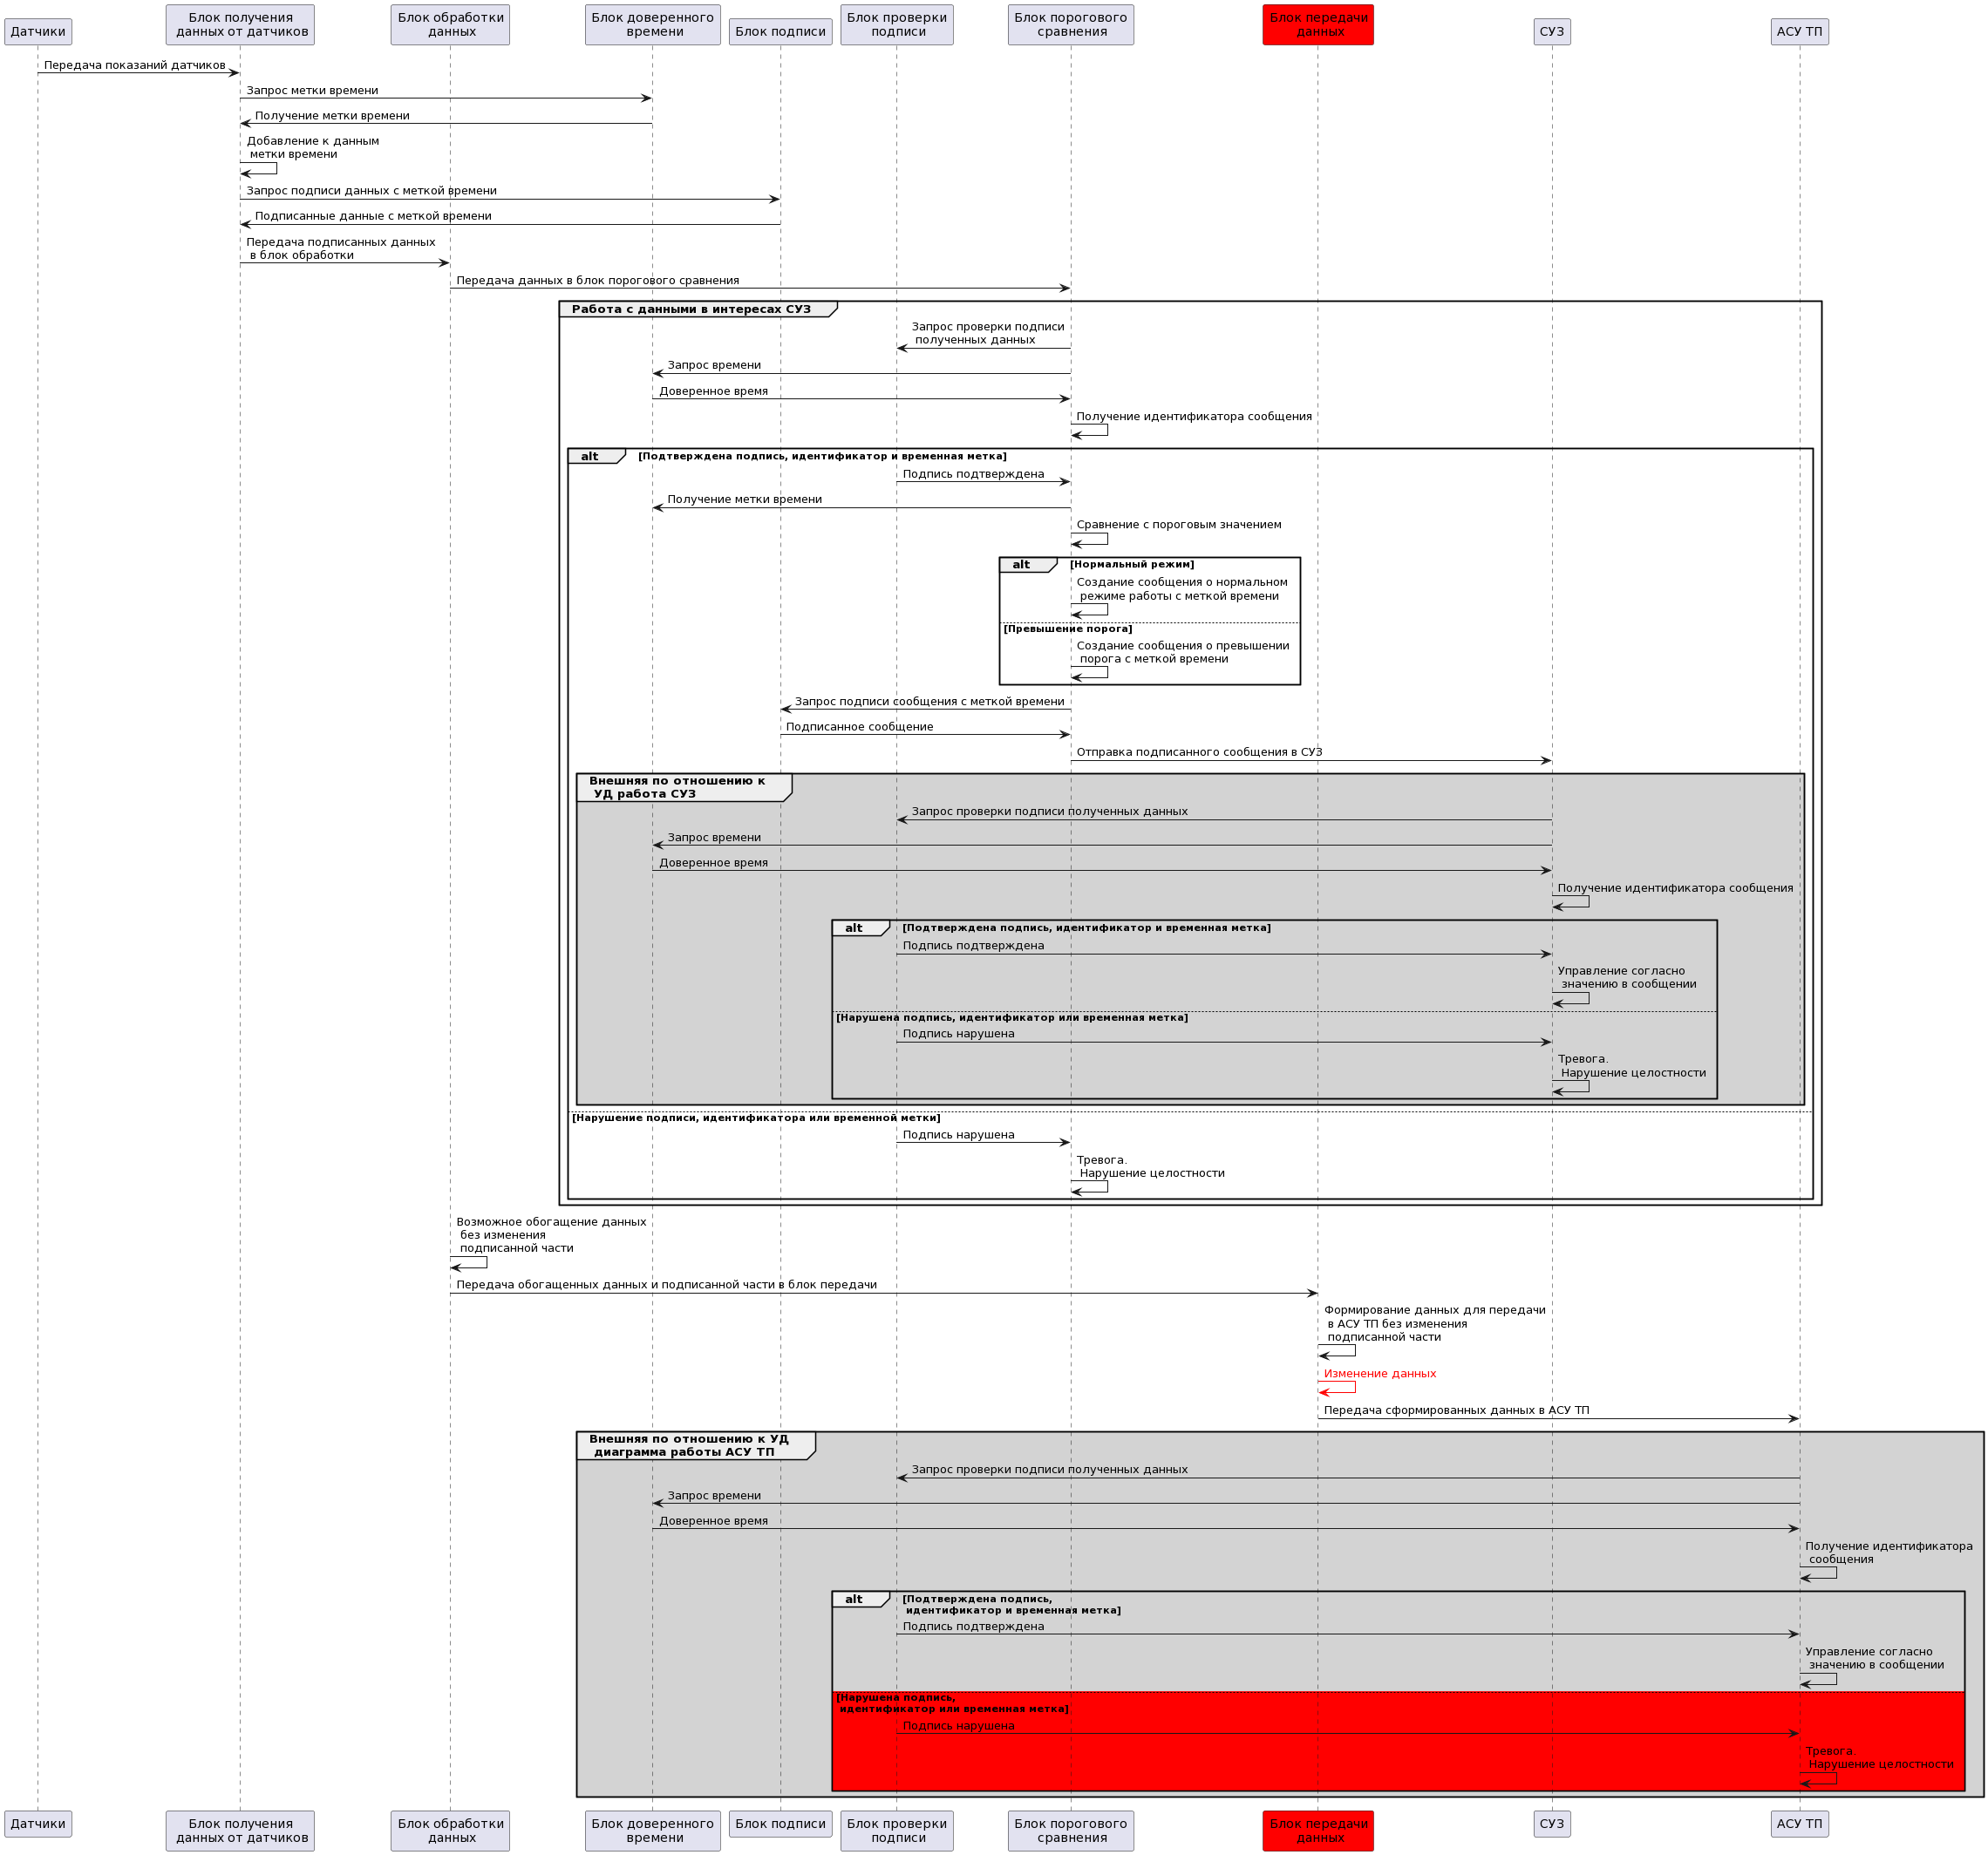 Датчики
Блок получения
данных от датчиков
Блок обработки
данных
Блок доверенного
времени
Блок подписи
Блок проверки
подписи
Блок порогового
сравнения
Блок передачи
данных
СУЗ
АСУ ТП
Передача показаний датчиков
Запрос метки времени
Получение метки времени
Добавление к данным
метки времени
Запрос подписи данных с меткой времени
Подписанные данные с меткой времени
Передача подписанных данных
в блок обработки
Передача данных в блок порогового сравнения
Работа с данными в интересах СУЗ
Запрос проверки подписи
полученных данных
Запрос времени
Доверенное время
Получение идентификатора сообщения
alt [Подтверждена подпись, идентификатор и временная метка]
Подпись подтверждена
Получение метки времени
Сравнение с пороговым значением
alt [Нормальный режим]
Создание сообщения о нормальном
режиме работы с меткой времени
[Превышение порога]
Создание сообщения о превышении
порога с меткой времени
Запрос подписи сообщения с меткой времени
Подписанное сообщение
Отправка подписанного сообщения в СУЗ
Внешняя по отношению к
УД работа СУЗ
Запрос проверки подписи полученных данных
Запрос времени
Доверенное время
Получение идентификатора сообщения
alt [Подтверждена подпись, идентификатор и временная метка]
Подпись подтверждена
Управление согласно
значению в сообщении
[Нарушена подпись, идентификатор или временная метка]
Подпись нарушена
Тревога.
Нарушение целостности
[Нарушение подписи, идентификатора или временной метки]
Подпись нарушена
Тревога.
Нарушение целостности
Возможное обогащение данных
без изменения
подписанной части
Передача обогащенных данных и подписанной части в блок передачи
Формирование данных для передачи
в АСУ ТП без изменения
подписанной части
Изменение данных
Передача сформированных данных в АСУ ТП
Внешняя по отношению к УД
диаграмма работы АСУ ТП
Запрос проверки подписи полученных данных
Запрос времени
Доверенное время
Получение идентификатора
сообщения
alt [Подтверждена подпись,
идентификатор и временная метка]
Подпись подтверждена
Управление согласно
значению в сообщении
[Нарушена подпись,
идентификатор или временная метка]
Подпись нарушена
Тревога.
Нарушение целостности
Датчики
Блок получения
данных от датчиков
Блок обработки
данных
Блок доверенного
времени
Блок подписи
Блок проверки
подписи
Блок порогового
сравнения
Блок передачи
данных
СУЗ
АСУ ТП